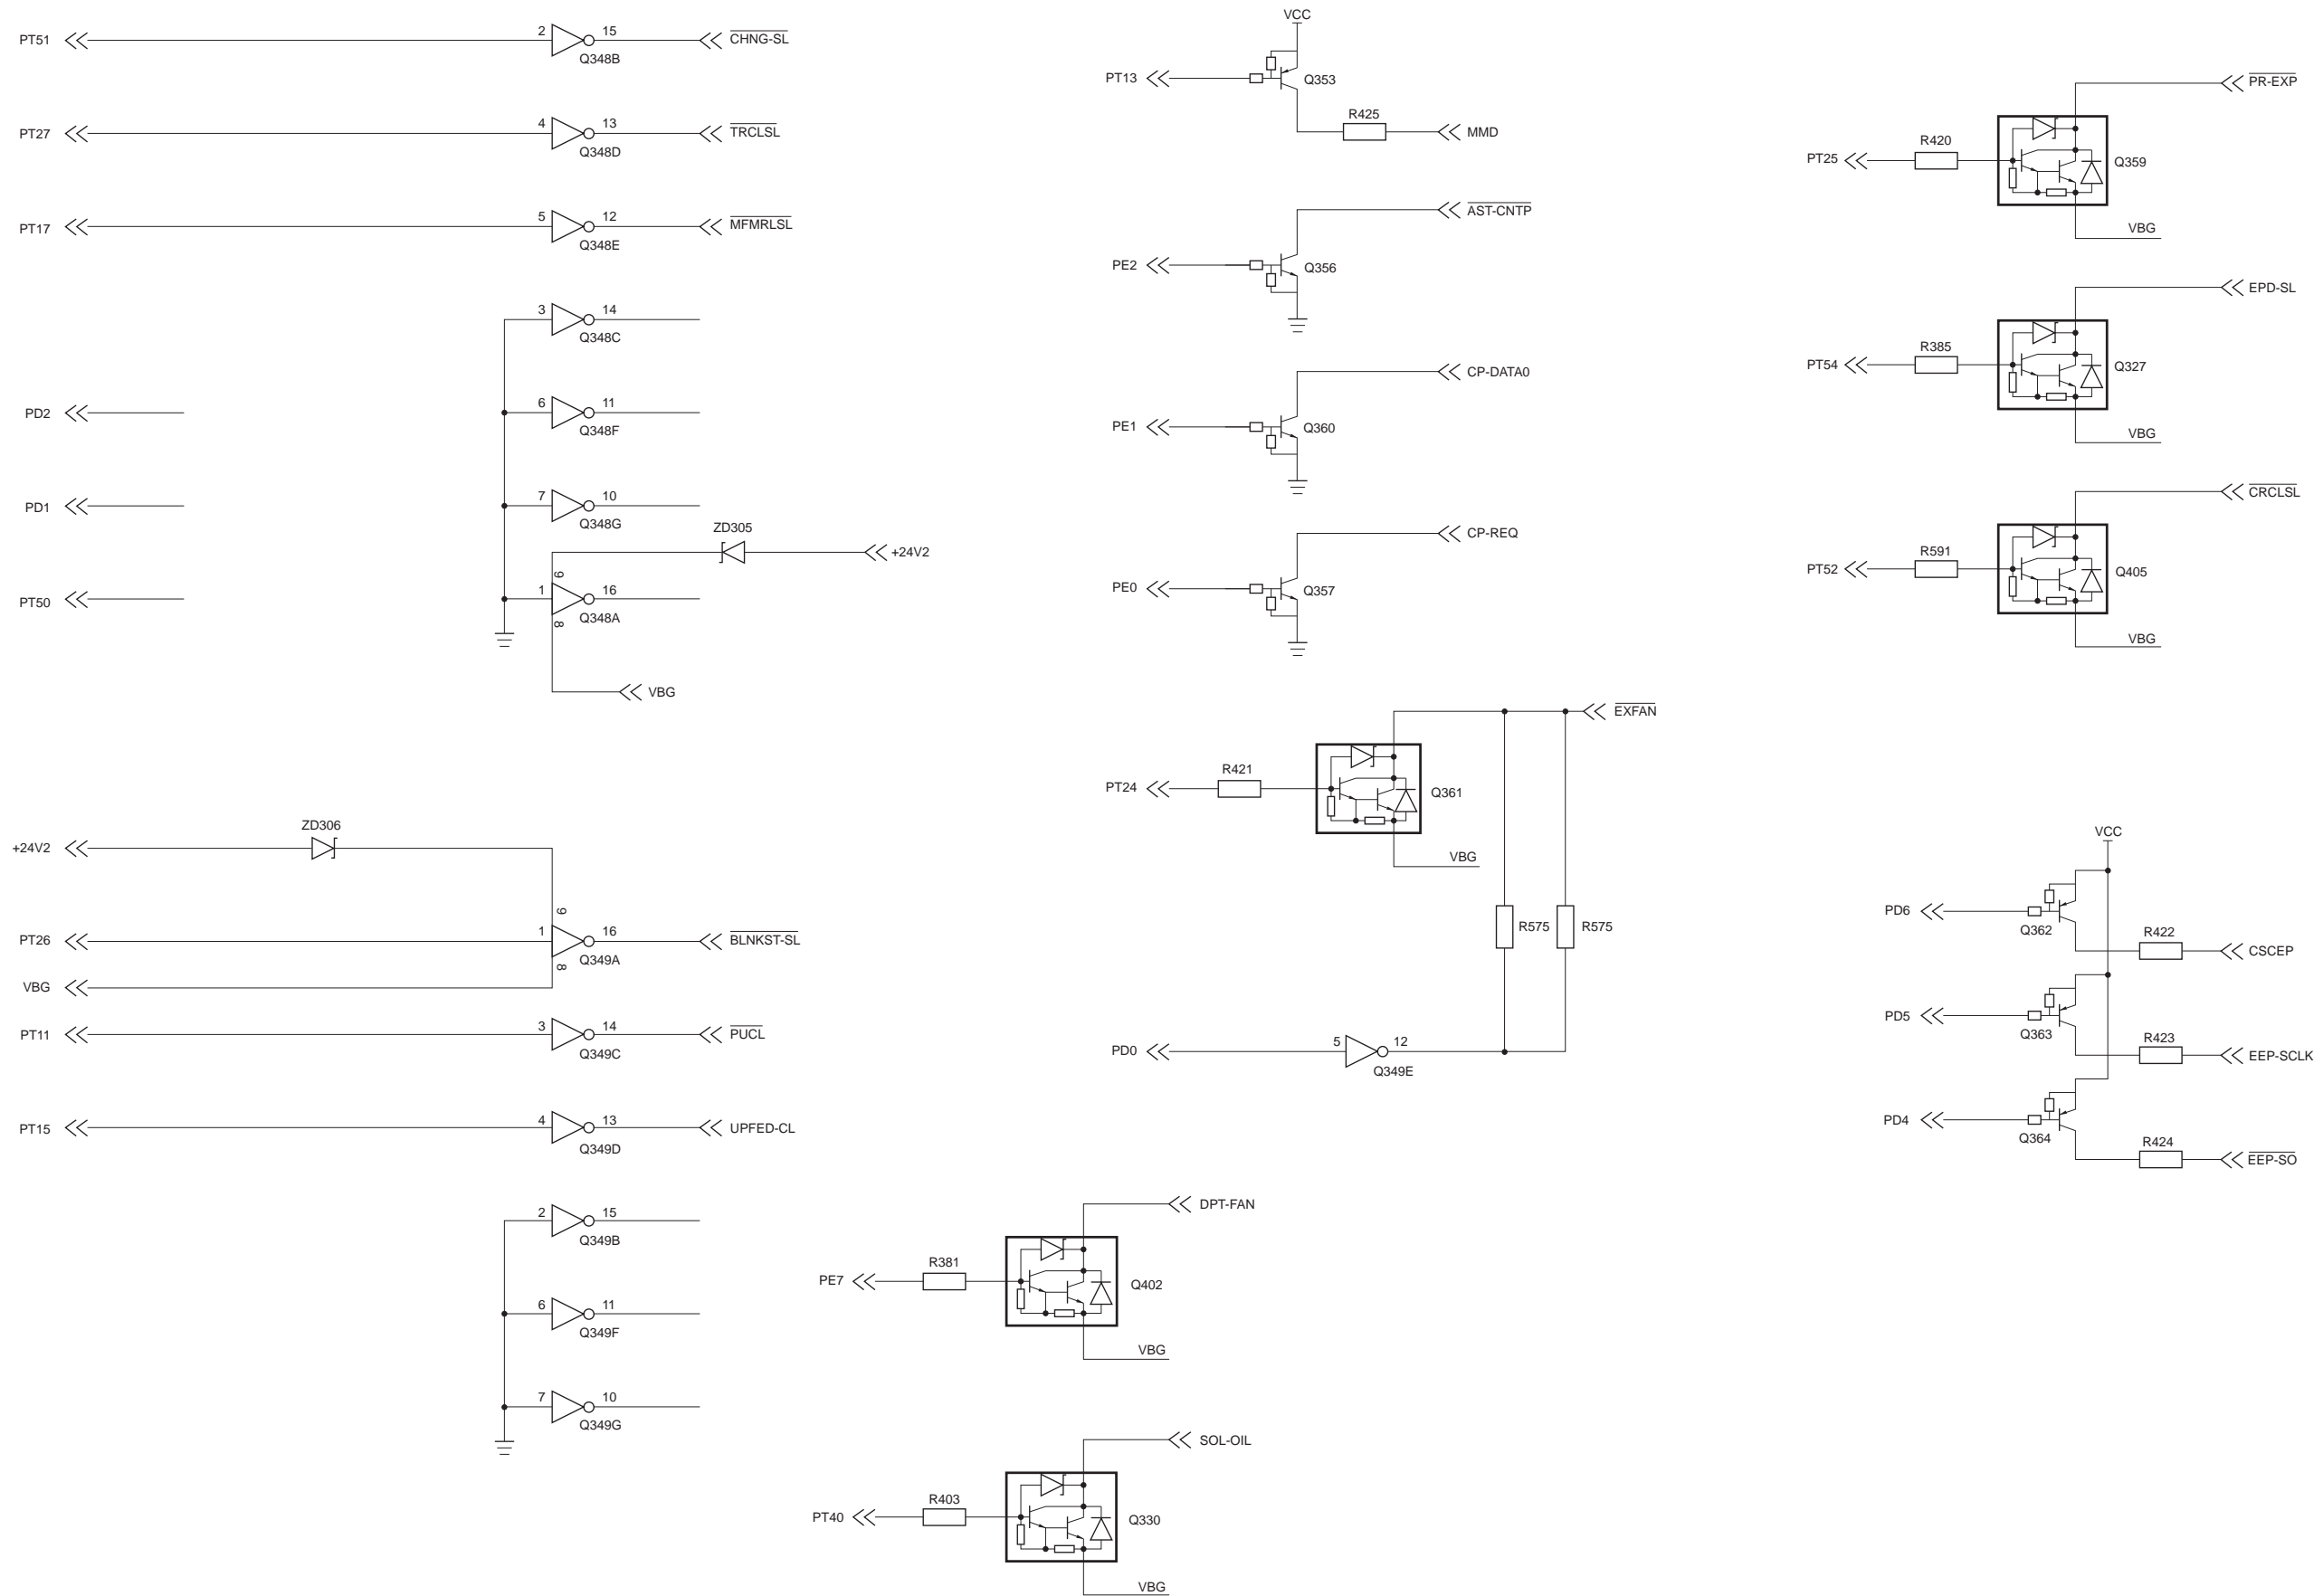 PT51
2
15
CHNG-SL
Q348B
PT27
4
13
TRCLSL
Q348D
PT17
5
12
MFMRLSL
Q348E
3
14
Q348C
PD2
6
11
Q348F
PD1
7
10
Q348G
ZD305
+24V2
9
PT50
1
16
Q348A
8
VBG
ZD306
+24V2
9
PT26
1
16
BLNKST-SL
Q349A
8
VBG
PT11
3
14
PUCL
Q349C
PT15
4
13
UPFED-CL
Q349D
2
15
Q349B
6
11
Q349F
7
10
Q349G
VCC
PT13
Q353
R425
MMD
AST-CNTP
PE2
Q356
CP-DATA0
PE1
Q360
CP-REQ
PE0
Q357
EXFAN
R421
PT24
Q361
VBG
R575
R575
PD0
5
12
Q349E
DPT-FAN
R381
PE7
Q402
VBG
SOL-OIL
R403
PT40
Q330
VBG
PR-EXP
R420
PT25
Q359
VBG
EPD-SL
R385
PT54
Q327
VBG
CRCLSL
R591
PT52
Q405
VBG
VCC
PD6
Q362
R422
CSCEP
PD5
Q363
R423
EEP-SCLK
PD4
Q364
R424
EEP-SO